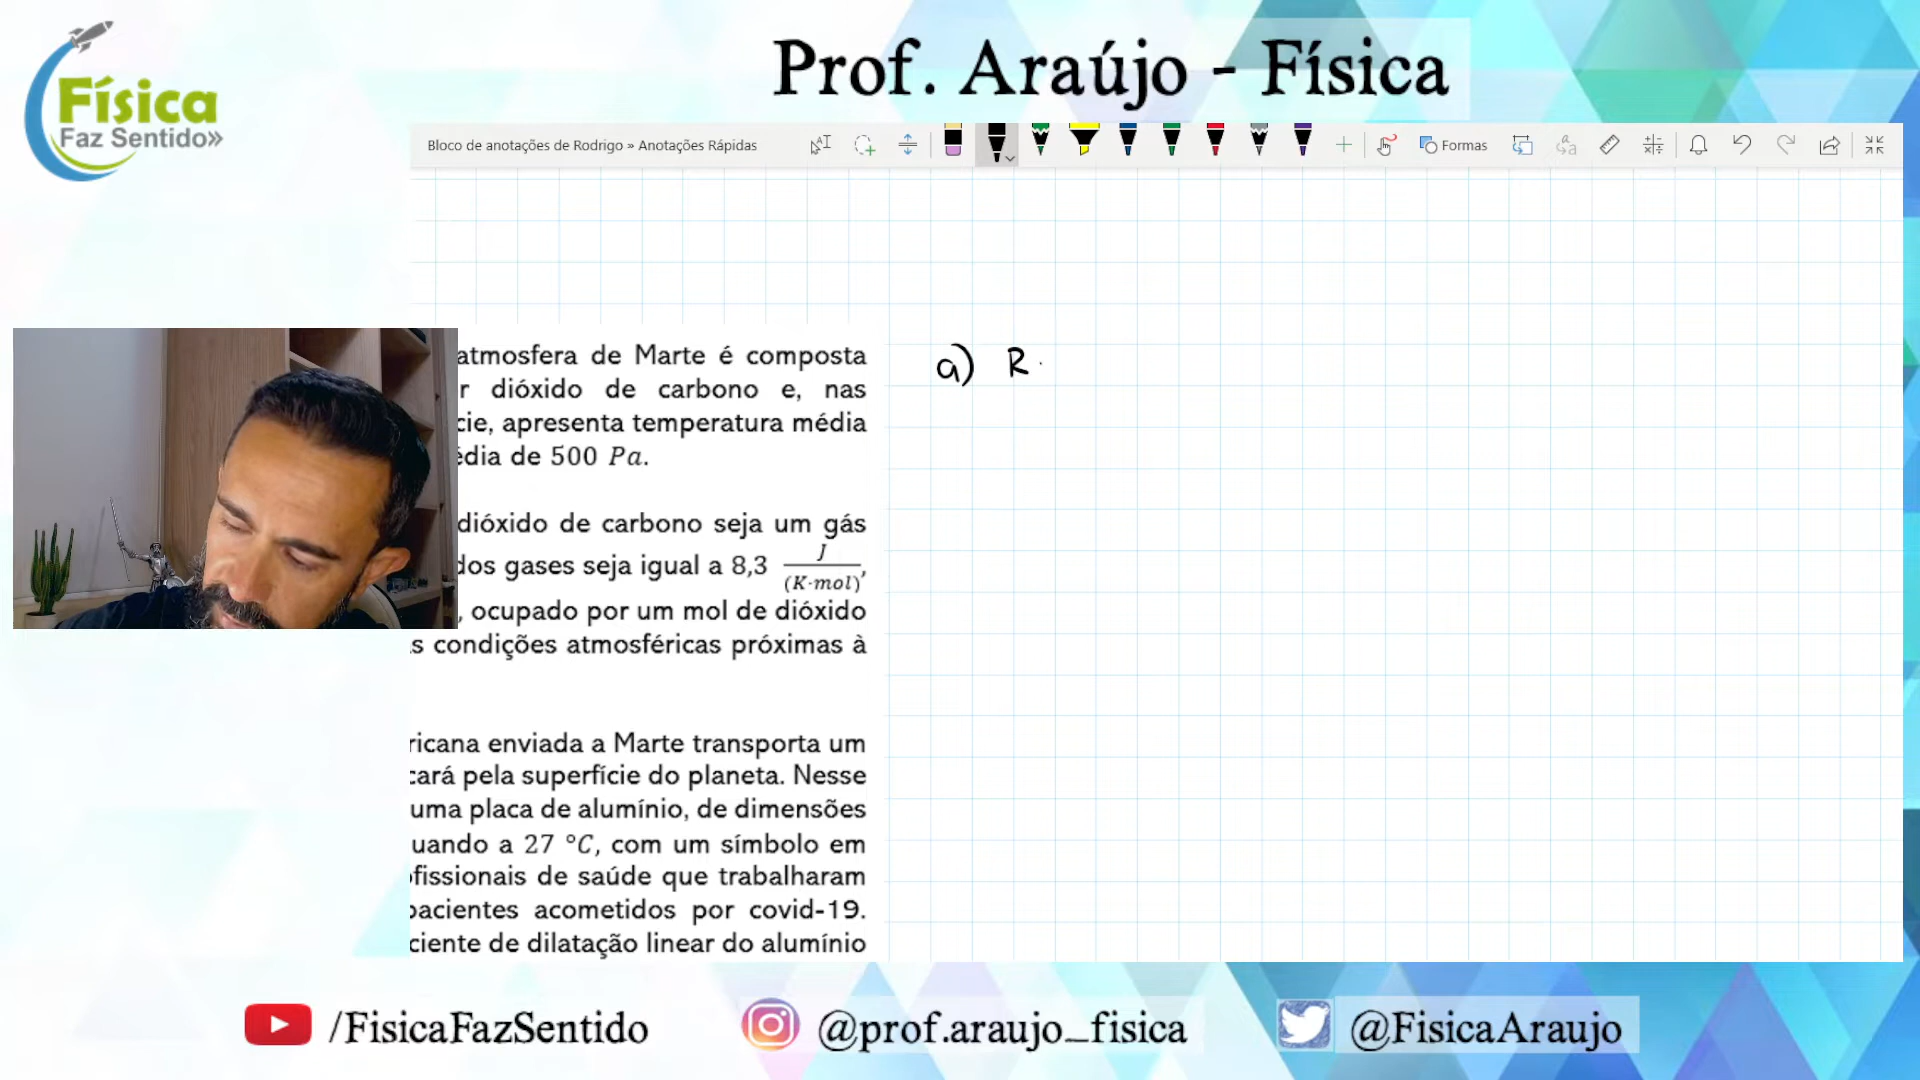 Prof. Araújo - Física
Física
Faz Sentido»
Bloco de anotações de Rodrigo » Anotações Rápidas
Formas
atmosfera de Marte é composta
r dióxido de carbono e, nas
cie, apresenta temperatura média
édia de 500 Pa.
dióxido de carbono seja um gás
dos gases seja igual a 8,3 J/(K·mol),
, ocupado por um mol de dióxido
s condições atmosféricas próximas à
ricana enviada a Marte transporta um
cará pela superfície do planeta. Nesse
uma placa de alumínio, de dimensões
uando a 27 °C, com um símbolo em
ofissionais de saúde que trabalharam
pacientes acometidos por covid-19.
ciente de dilatação linear do alumínio
a) R
/FisicaFazSentido
@prof.araujo_fisica
@FisicaAraujo